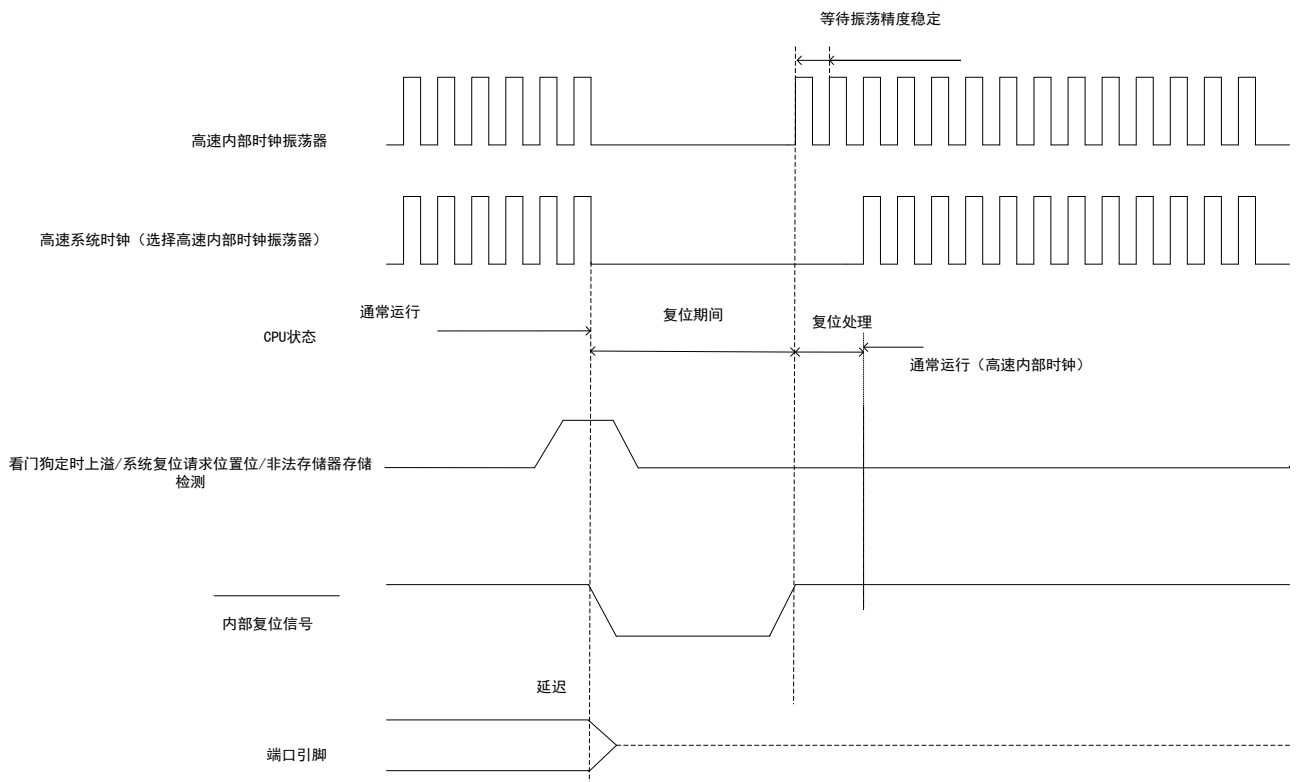 等待振荡精度稳定
高速内部时钟振荡器
高速系统时钟（选择高速内部时钟振荡器）
通常运行
复位期间
复位处理
CPU状态
通常运行（高速内部时钟）
看门狗定时上溢/系统复位请求位置位/非法存储器存储
检测
内部复位信号
延迟
端口引脚